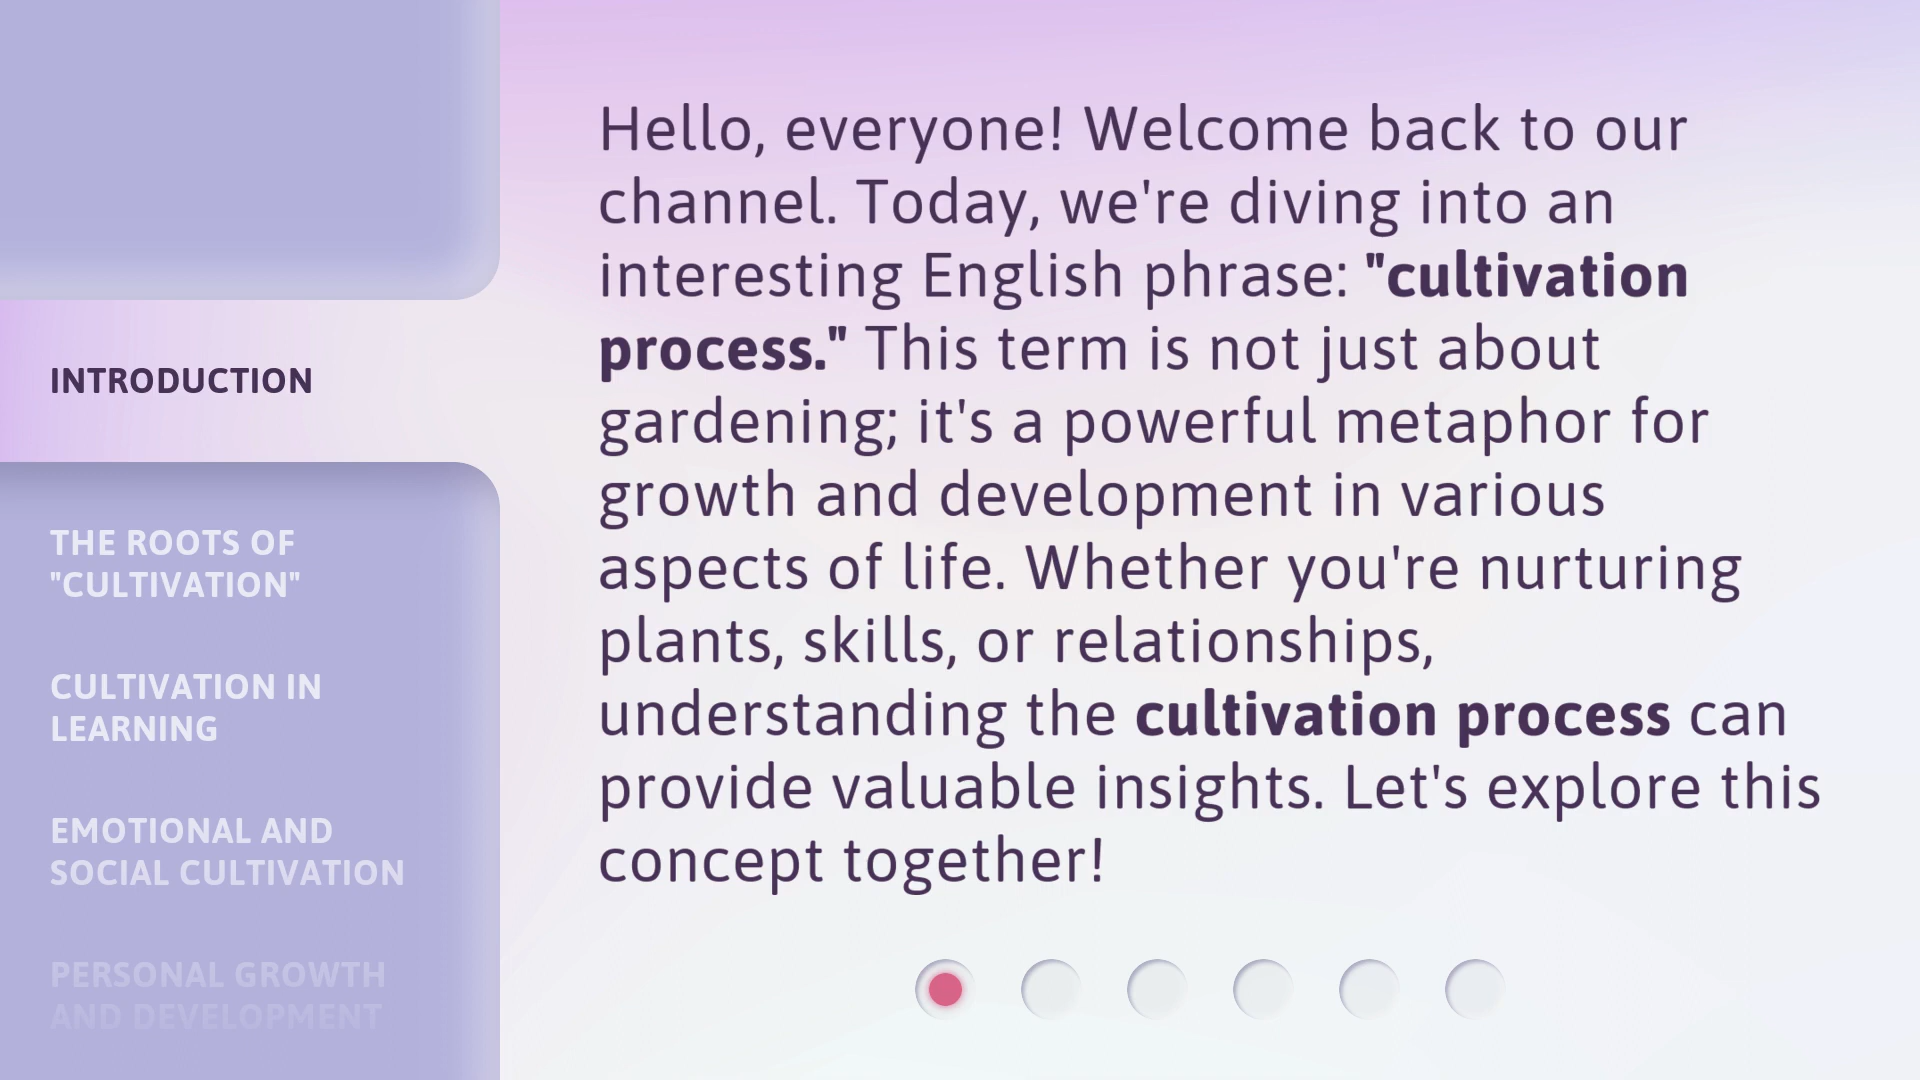 INTRODUCTION
THE ROOTS OF
"CULTIVATION"
CULTIVATION IN
LEARNING
EMOTIONAL AND
SOCIAL CULTIVATION
PERSONAL GROWTH
AND DEVELOPMENT
Hello, everyone! Welcome back to our
channel. Today, we're diving into an
interesting English phrase: "cultivation
process." This term is not just about
gardening; it's a powerful metaphor for
growth and development in various
aspects of life. Whether you're nurturing
plants, skills, or relationships,
understanding the cultivation process can
provide valuable insights. Let's explore this
concept together!